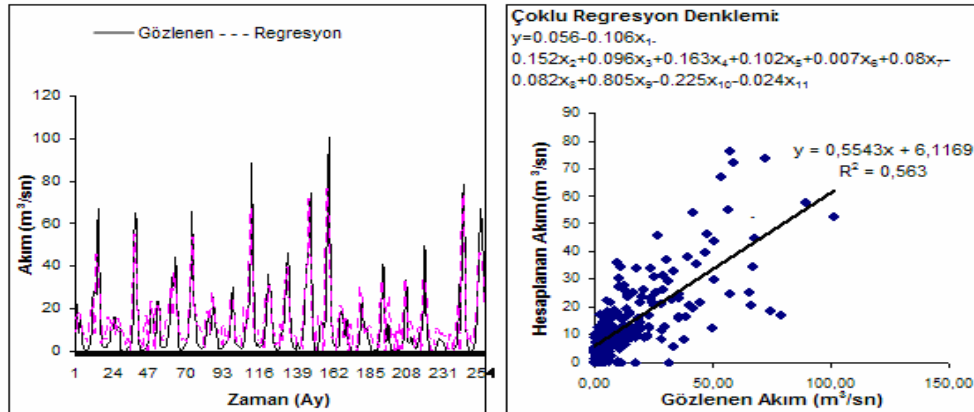 Gözlenen Regresyon
Akım (m³/sn)
120
100
80
60
40
20
0
1 24 47 70 93 116 139 162 185 208 231 254
Zaman (Ay)
Çoklu Regresyon Denklemi:
y=0.056-0.106x₁-
0.152x₂+0.096x₃+0.163x₄+0.102x₅+0.007x₆+0.08x₇-
0.082x₈+0.805x₉-0.225x₁₀-0.024x₁₁
Hesaplanan Akım(m³/sn)
90
80
70
60
50
40
30
20
10
0
y = 0,5543x + 6,1169
R² = 0,563
0,00 50,00 100,00 150,00
Gözlenen Akım (m³/sn)